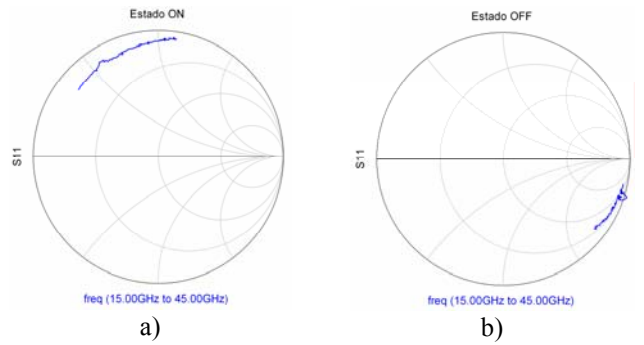 Estado ON
S11
freq (15.00GHz to 45.00GHz)
a)
Estado OFF
S11
freq (15.00GHz to 45.00GHz)
b)